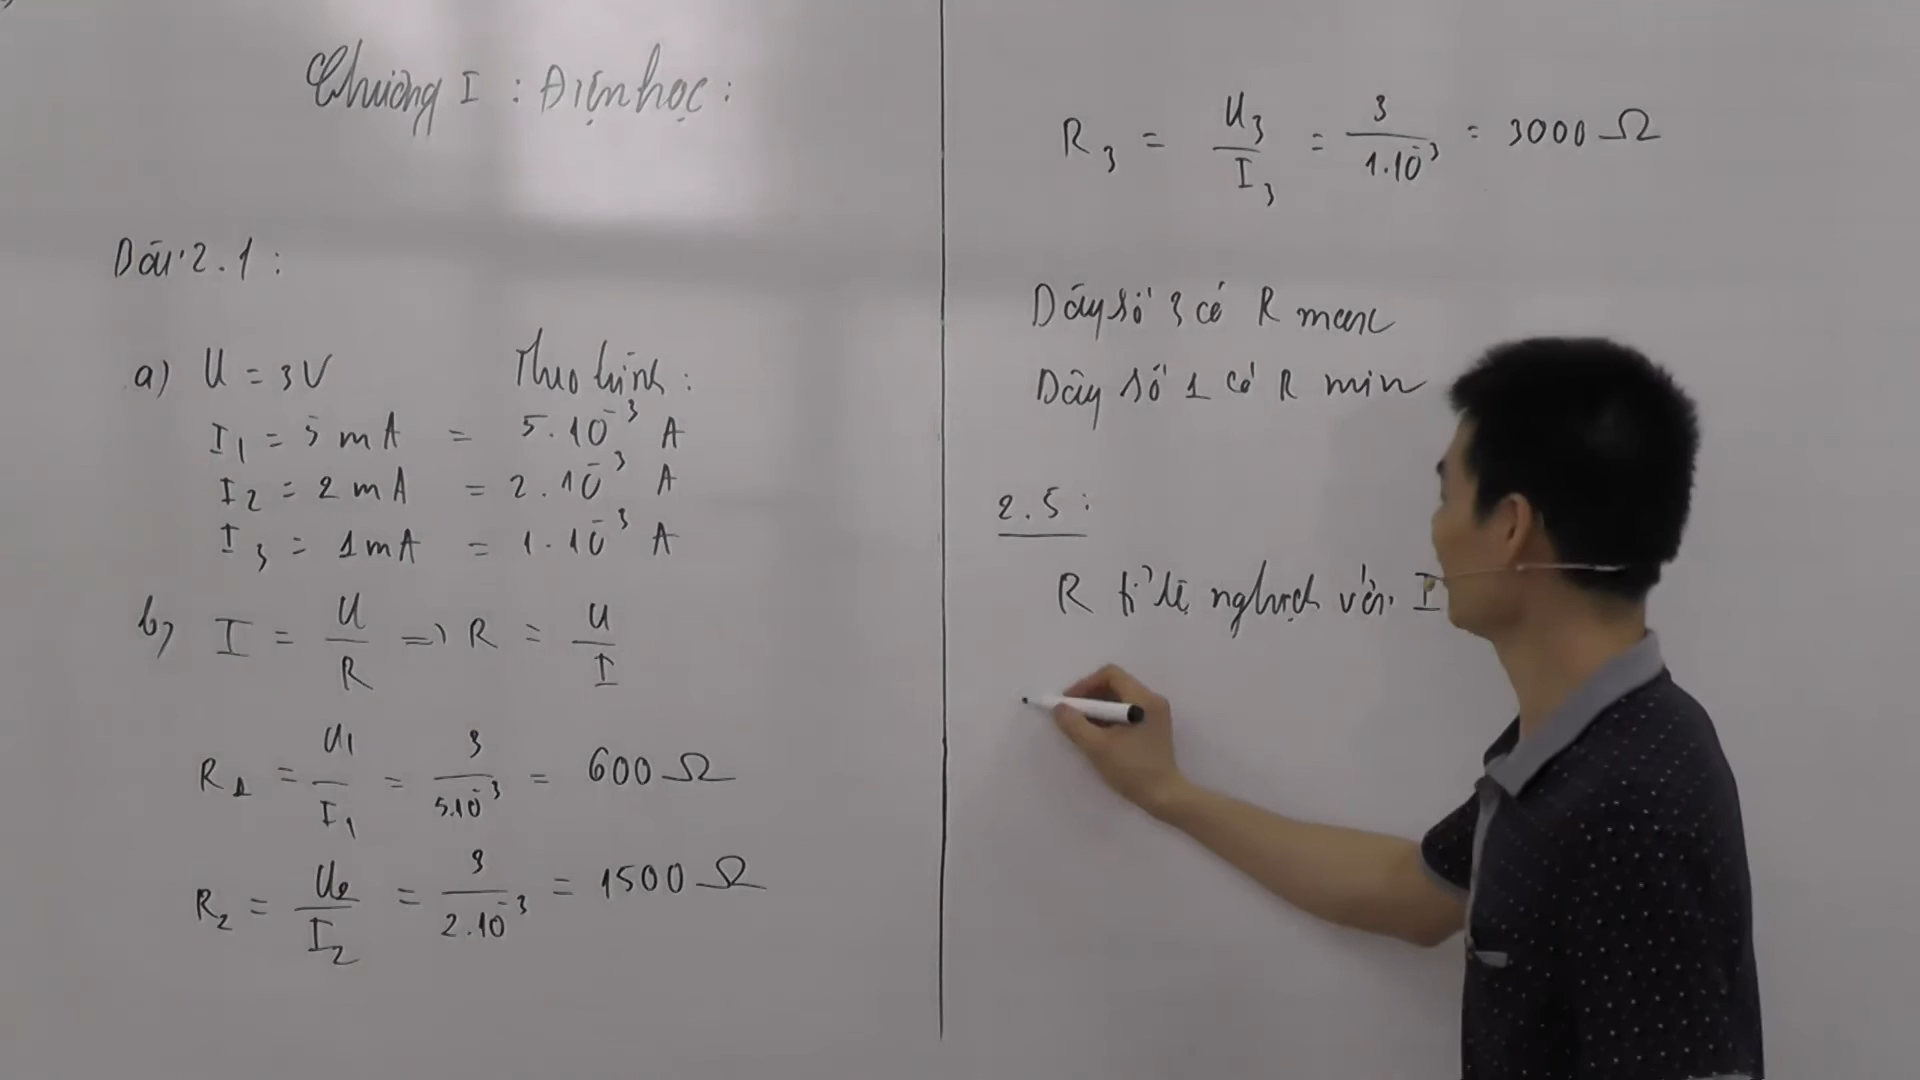 Chương I : Điện học :
Bài 2.1 :
a) U = 3V Theo hình :
I₁ = 5 mA = 5.10⁻³ A
I₂ = 2 mA = 2.10⁻³ A
I₃ = 1mA = 1.10⁻³ A
b) I = U/R => R = U/I
R₁ = U₁/I₁ = 3/5.10⁻³ = 600 Ω
R₂ = U₂/I₂ = 3/2.10⁻³ = 1500 Ω
R₃ = U₃/I₃ = 3/1.10⁻³ = 3000 Ω
Dây số 3 có R max
Dây số 1 có R min
2.5 :
R tỉ lệ nghịch với I